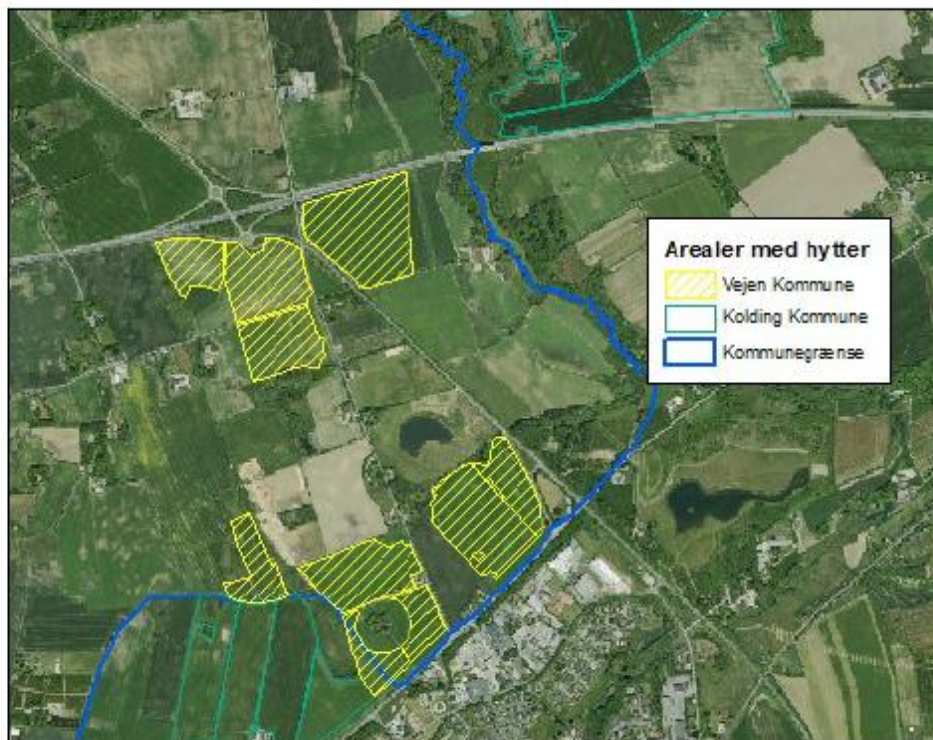 Arealer med hytter
Vejen Kommune
Kolding Kommune
Kommunegrænse